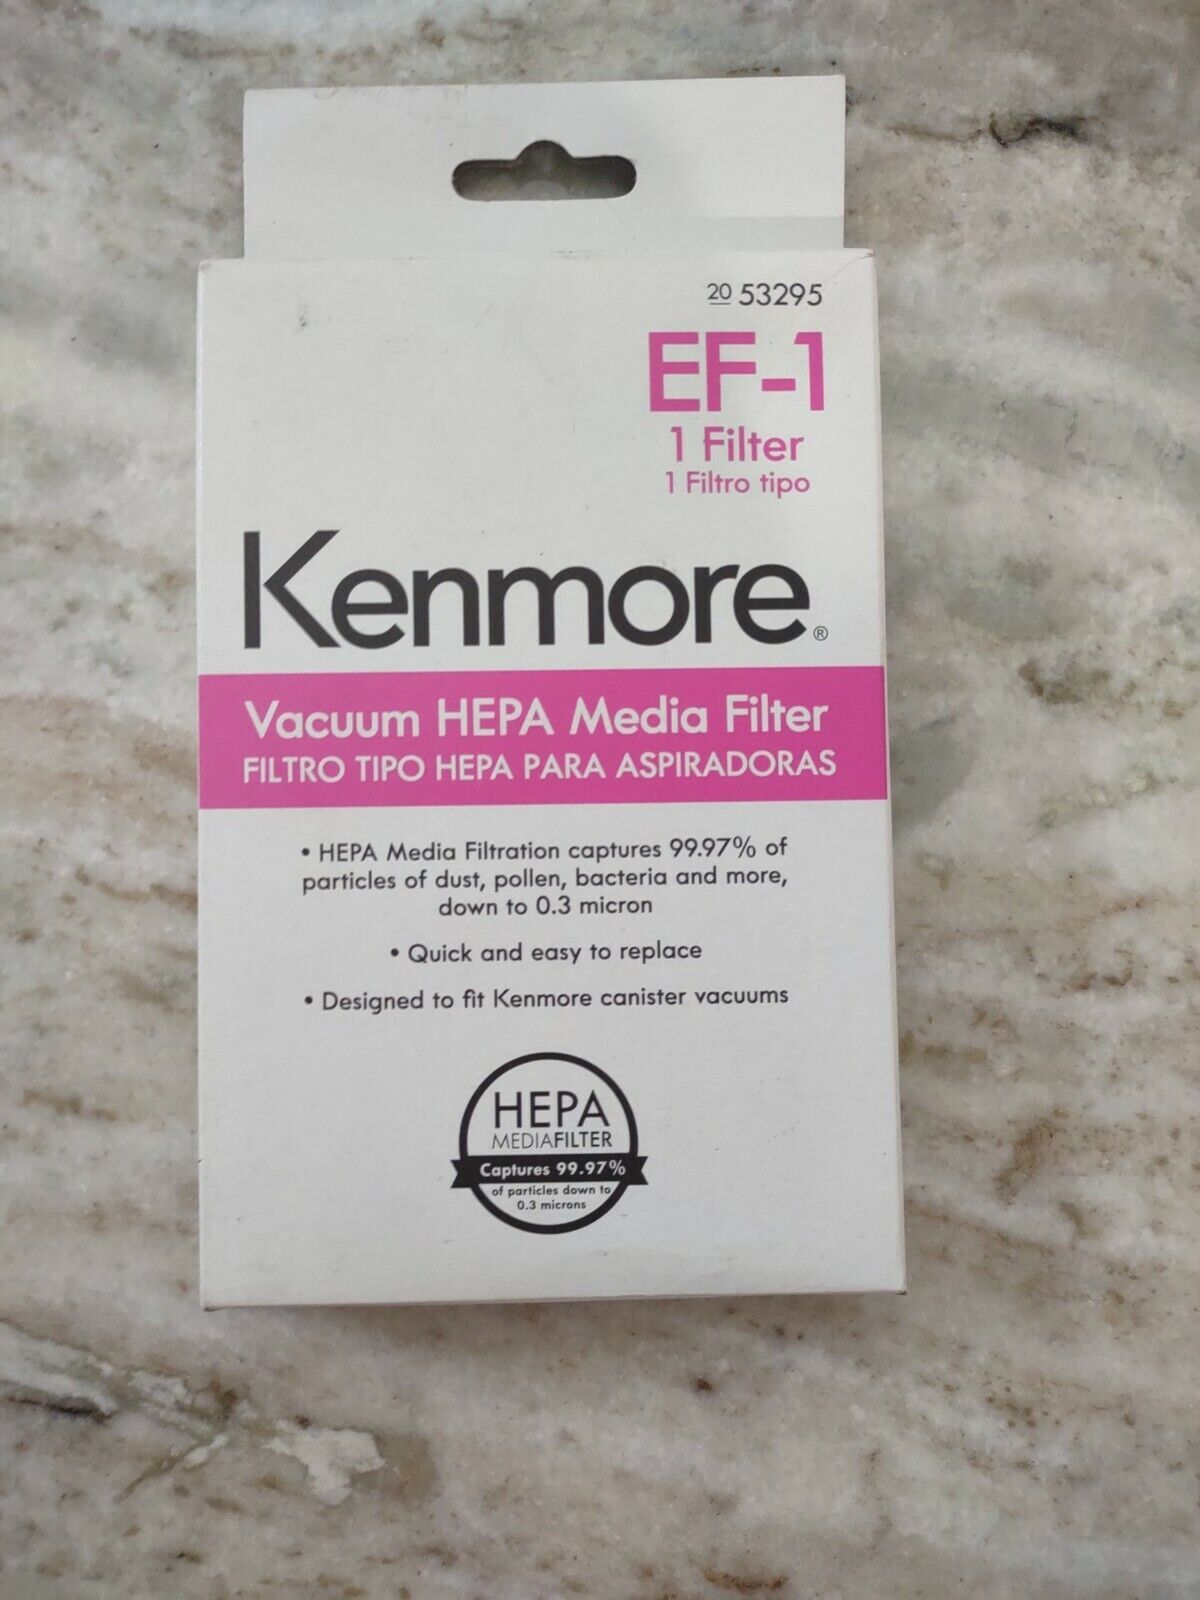 20 53295
EF-1
1 Filter
1 Filtro tipo
Kenmore®
Vacuum HEPA Media Filter
FILTRO TIPO HEPA PARA ASPIRADORAS
• HEPA Media Filtration captures 99.97% of
particles of dust, pollen, bacteria and more,
down to 0.3 micron
• Quick and easy to replace
• Designed to fit Kenmore canister vacuums
HEPA
MEDIAFILTER
Captures 99.97%
of particles down to
0.3 microns